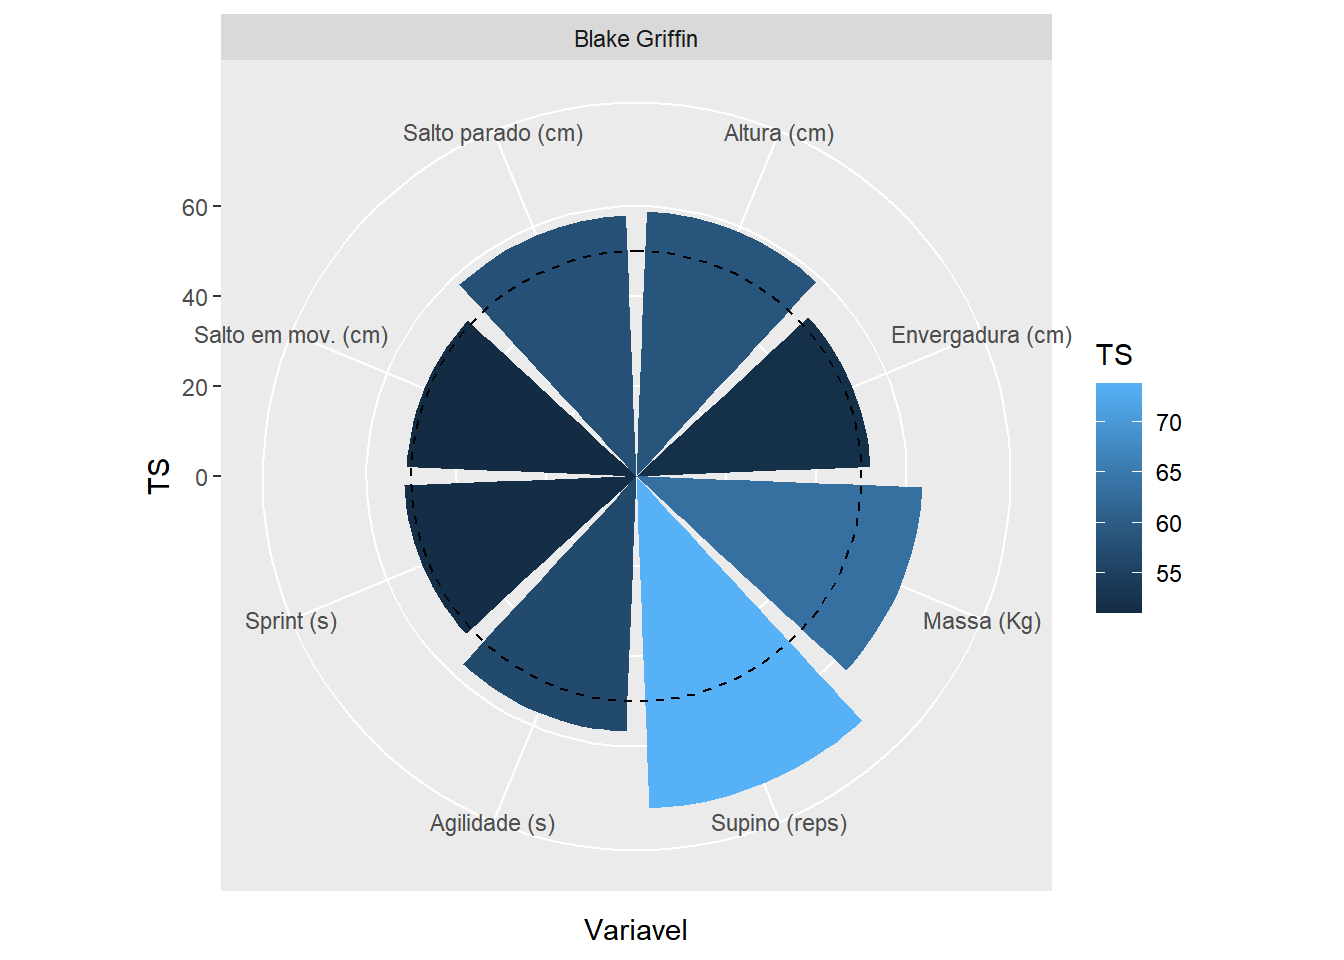 Blake Griffin
Salto parado (cm)
Altura (cm)
60
40
Salto em mov. (cm)
Envergadura (cm)
20
0
TS
Sprint (s)
Massa (Kg)
Agilidade (s)
Supino (reps)
Variavel
TS
70
65
60
55